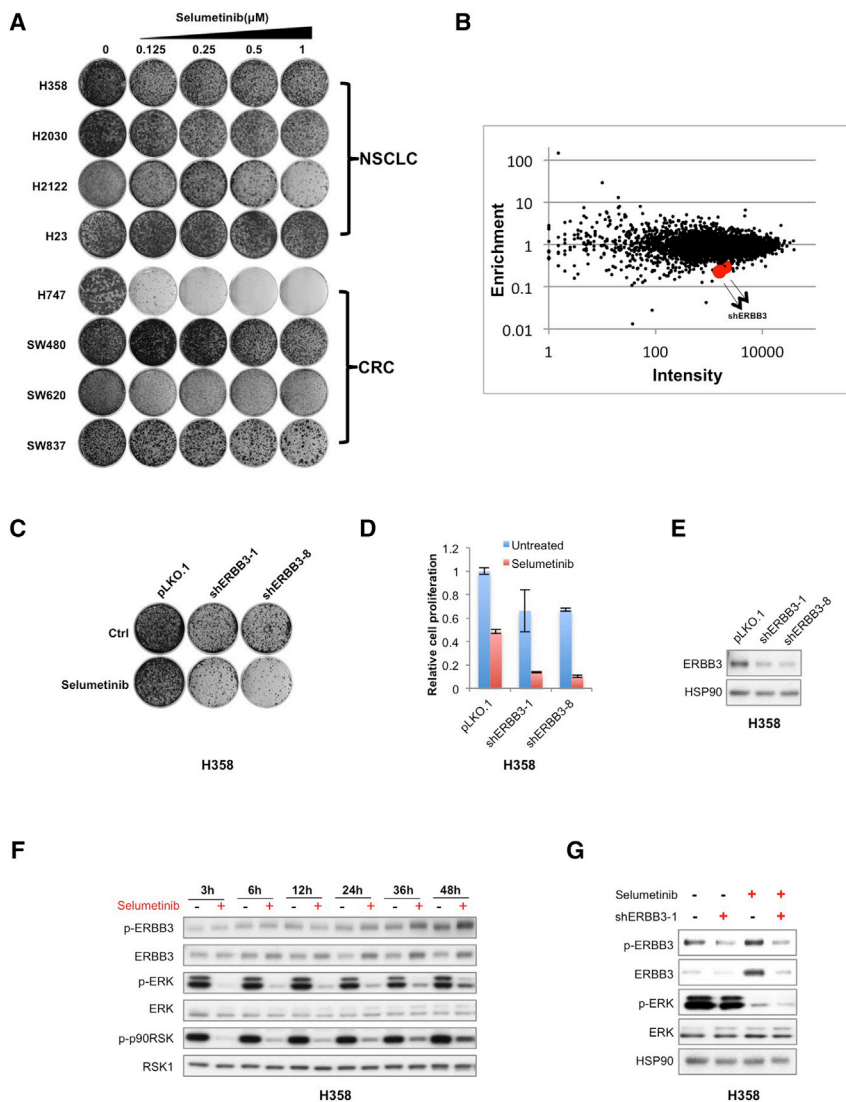 A
Selumetinib(μM)
0 0.125 0.25 0.5 1
H358
H2030
H2122
H23
NSCLC
H747
SW480
SW620
SW837
CRC
B
Enrichment
100
10
1
0.1
0.01
shERBB3
1 100 10000
Intensity
C
pLKO.1 shERBB3-1 shERBB3-8
Ctrl
Selumetinib
H358
D
Relative cell proliferation
1.2
1
0.8
0.6
0.4
0.2
0
Untreated
Selumetinib
pLKO.1 shERBB3-1 shERBB3-8
H358
E
pLKO.1 shERBB3-1 shERBB3-8
ERBB3
HSP90
H358
F
3h 6h 12h 24h 36h 48h
Selumetinib - + - + - + - + - + - +
p-ERBB3
ERBB3
p-ERK
ERK
p-p90RSK
RSK1
H358
G
Selumetinib - - + +
shERBB3-1 - + - +
p-ERBB3
ERBB3
p-ERK
ERK
HSP90
H358